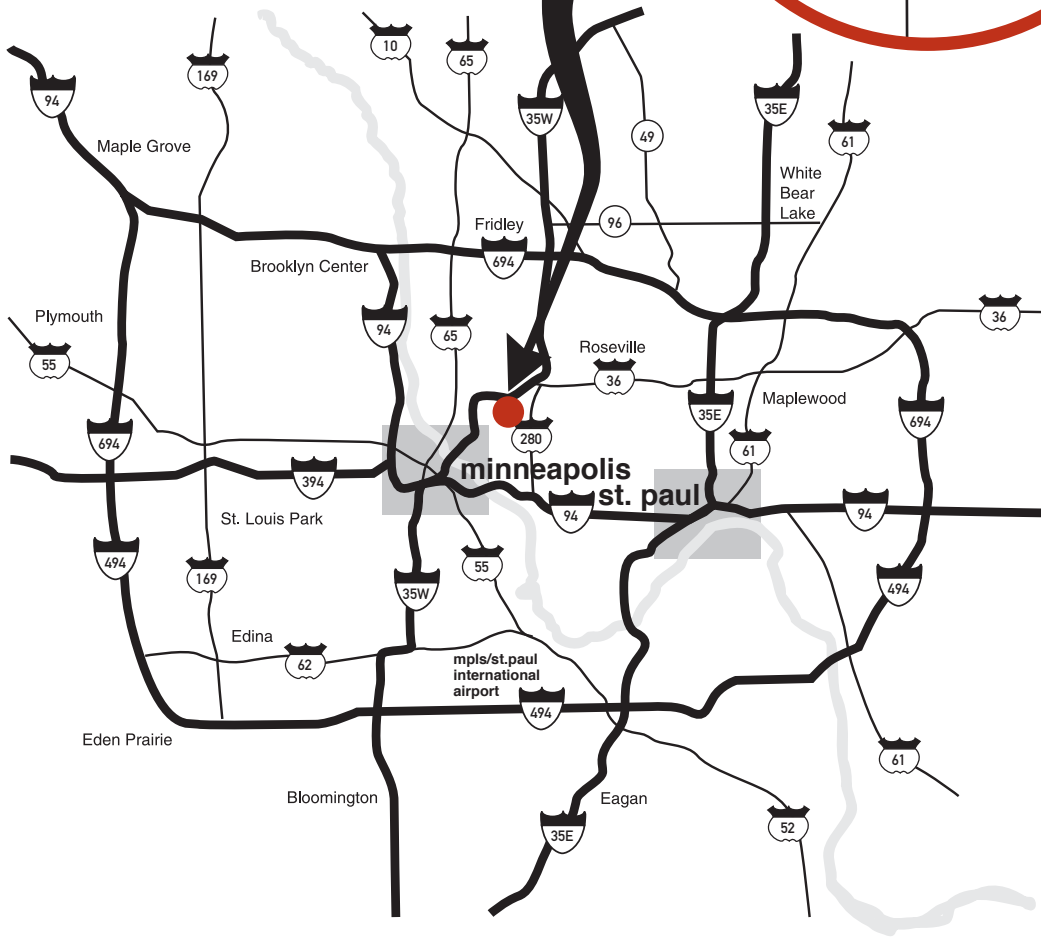 10
65
169
94
35W
35E
49
61
Maple Grove
White
Bear
Lake
96
Fridley
694
Brooklyn Center
Plymouth
94
65
36
55
Roseville
36
Maplewood
35E
694
694
280
61
minneapolis
394
st. paul
94
94
St. Louis Park
494
169
55
35W
494
Edina
62
mpls/st.paul
international
airport
494
Eden Prairie
61
Bloomington
Eagan
35E
52